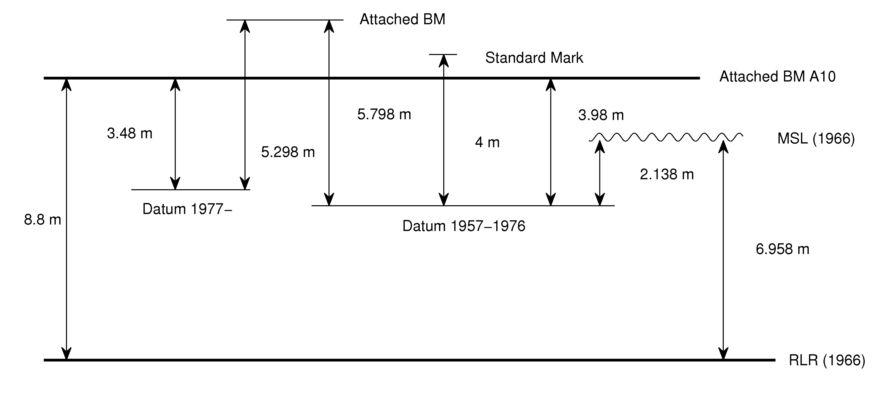 Attached BM
Standard Mark
Attached BM A10
5.798 m
3.98 m
3.48 m
4 m
MSL (1966)
5.298 m
2.138 m
Datum 1977−
8.8 m
Datum 1957−1976
6.958 m
RLR (1966)